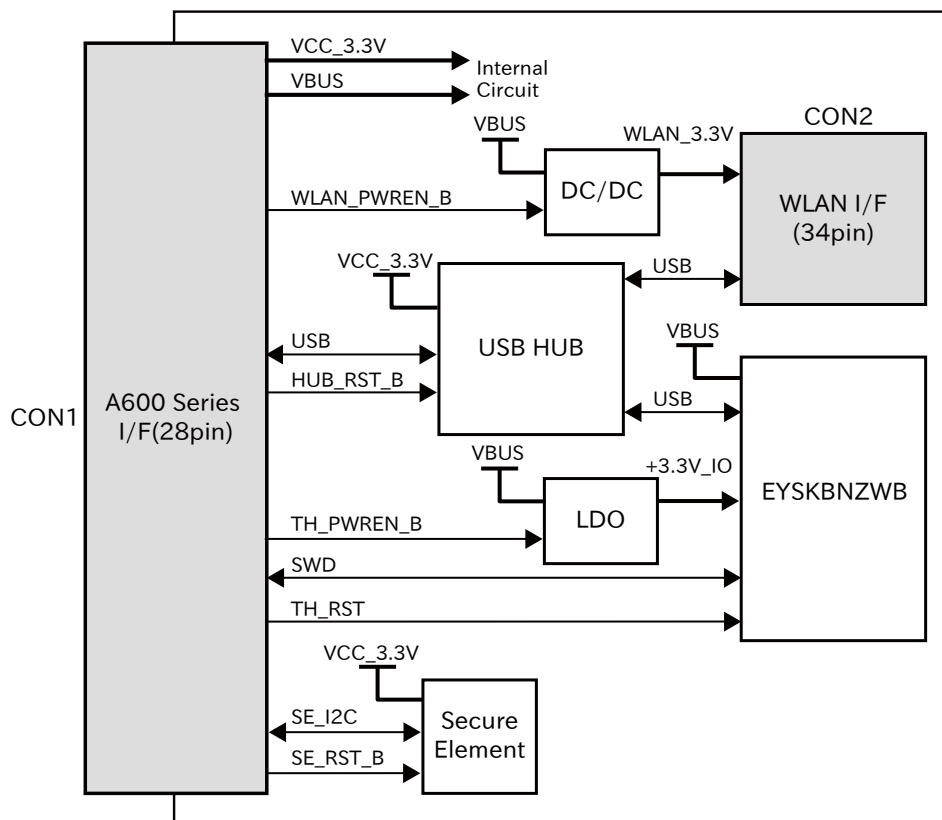 VCC_3.3V
VBUS
Internal
Circuit
CON2
VBUS
WLAN_3.3V
DC/DC
WLAN I/F
(34pin)
WLAN_PWREN_B
VCC_3.3V
USB
USB HUB
VBUS
USB
HUB_RST_B
USB
CON1
A600 Series
I/F(28pin)
VBUS
+3.3V_IO
EYSKBNZWB
LDO
TH_PWREN_B
SWD
TH_RST
VCC_3.3V
SE_I2C
SE_RST_B
Secure
Element